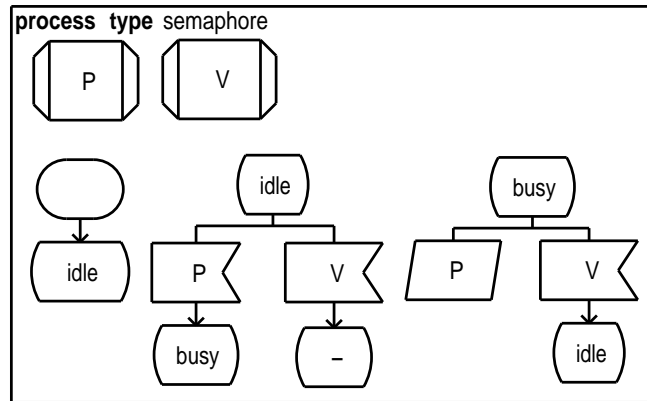 process type semaphore
P V
idle busy
idle P V P V
busy – idle